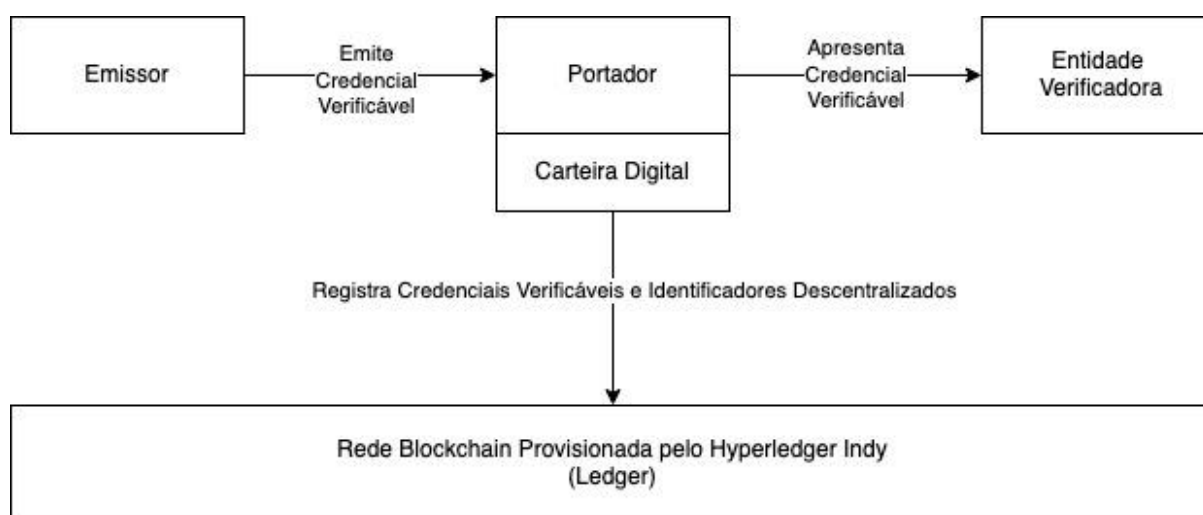 Emissor
Emite
Credencial
Verificável
Portador
Carteira Digital
Apresenta
Credencial
Verificável
Entidade
Verificadora
Registra Credenciais Verificáveis e Identificadores Descentralizados
Rede Blockchain Provisionada pelo Hyperledger Indy
(Ledger)